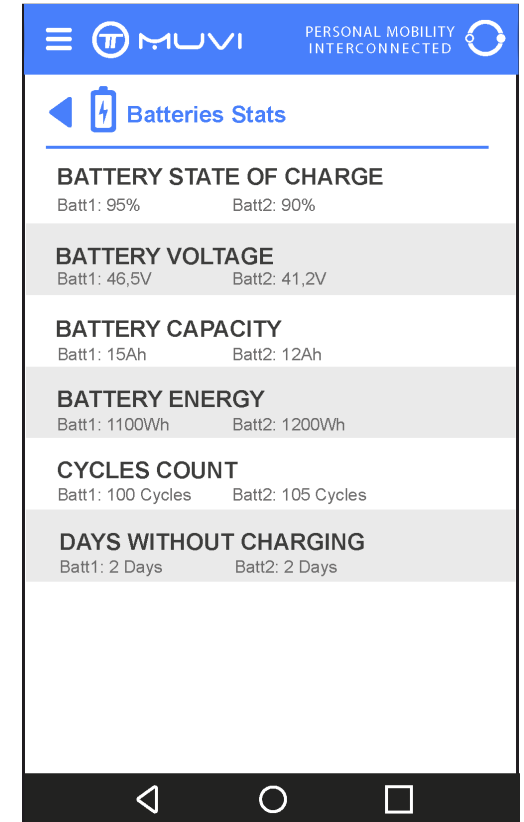 MUVI
PERSONAL MOBILITY
INTERCONNECTED
Batteries Stats
BATTERY STATE OF CHARGE
Batt1: 95% Batt2: 90%
BATTERY VOLTAGE
Batt1: 46,5V Batt2: 41,2V
BATTERY CAPACITY
Batt1: 15Ah Batt2: 12Ah
BATTERY ENERGY
Batt1: 1100Wh Batt2: 1200Wh
CYCLES COUNT
Batt1: 100 Cycles Batt2: 105 Cycles
DAYS WITHOUT CHARGING
Batt1: 2 Days Batt2: 2 Days